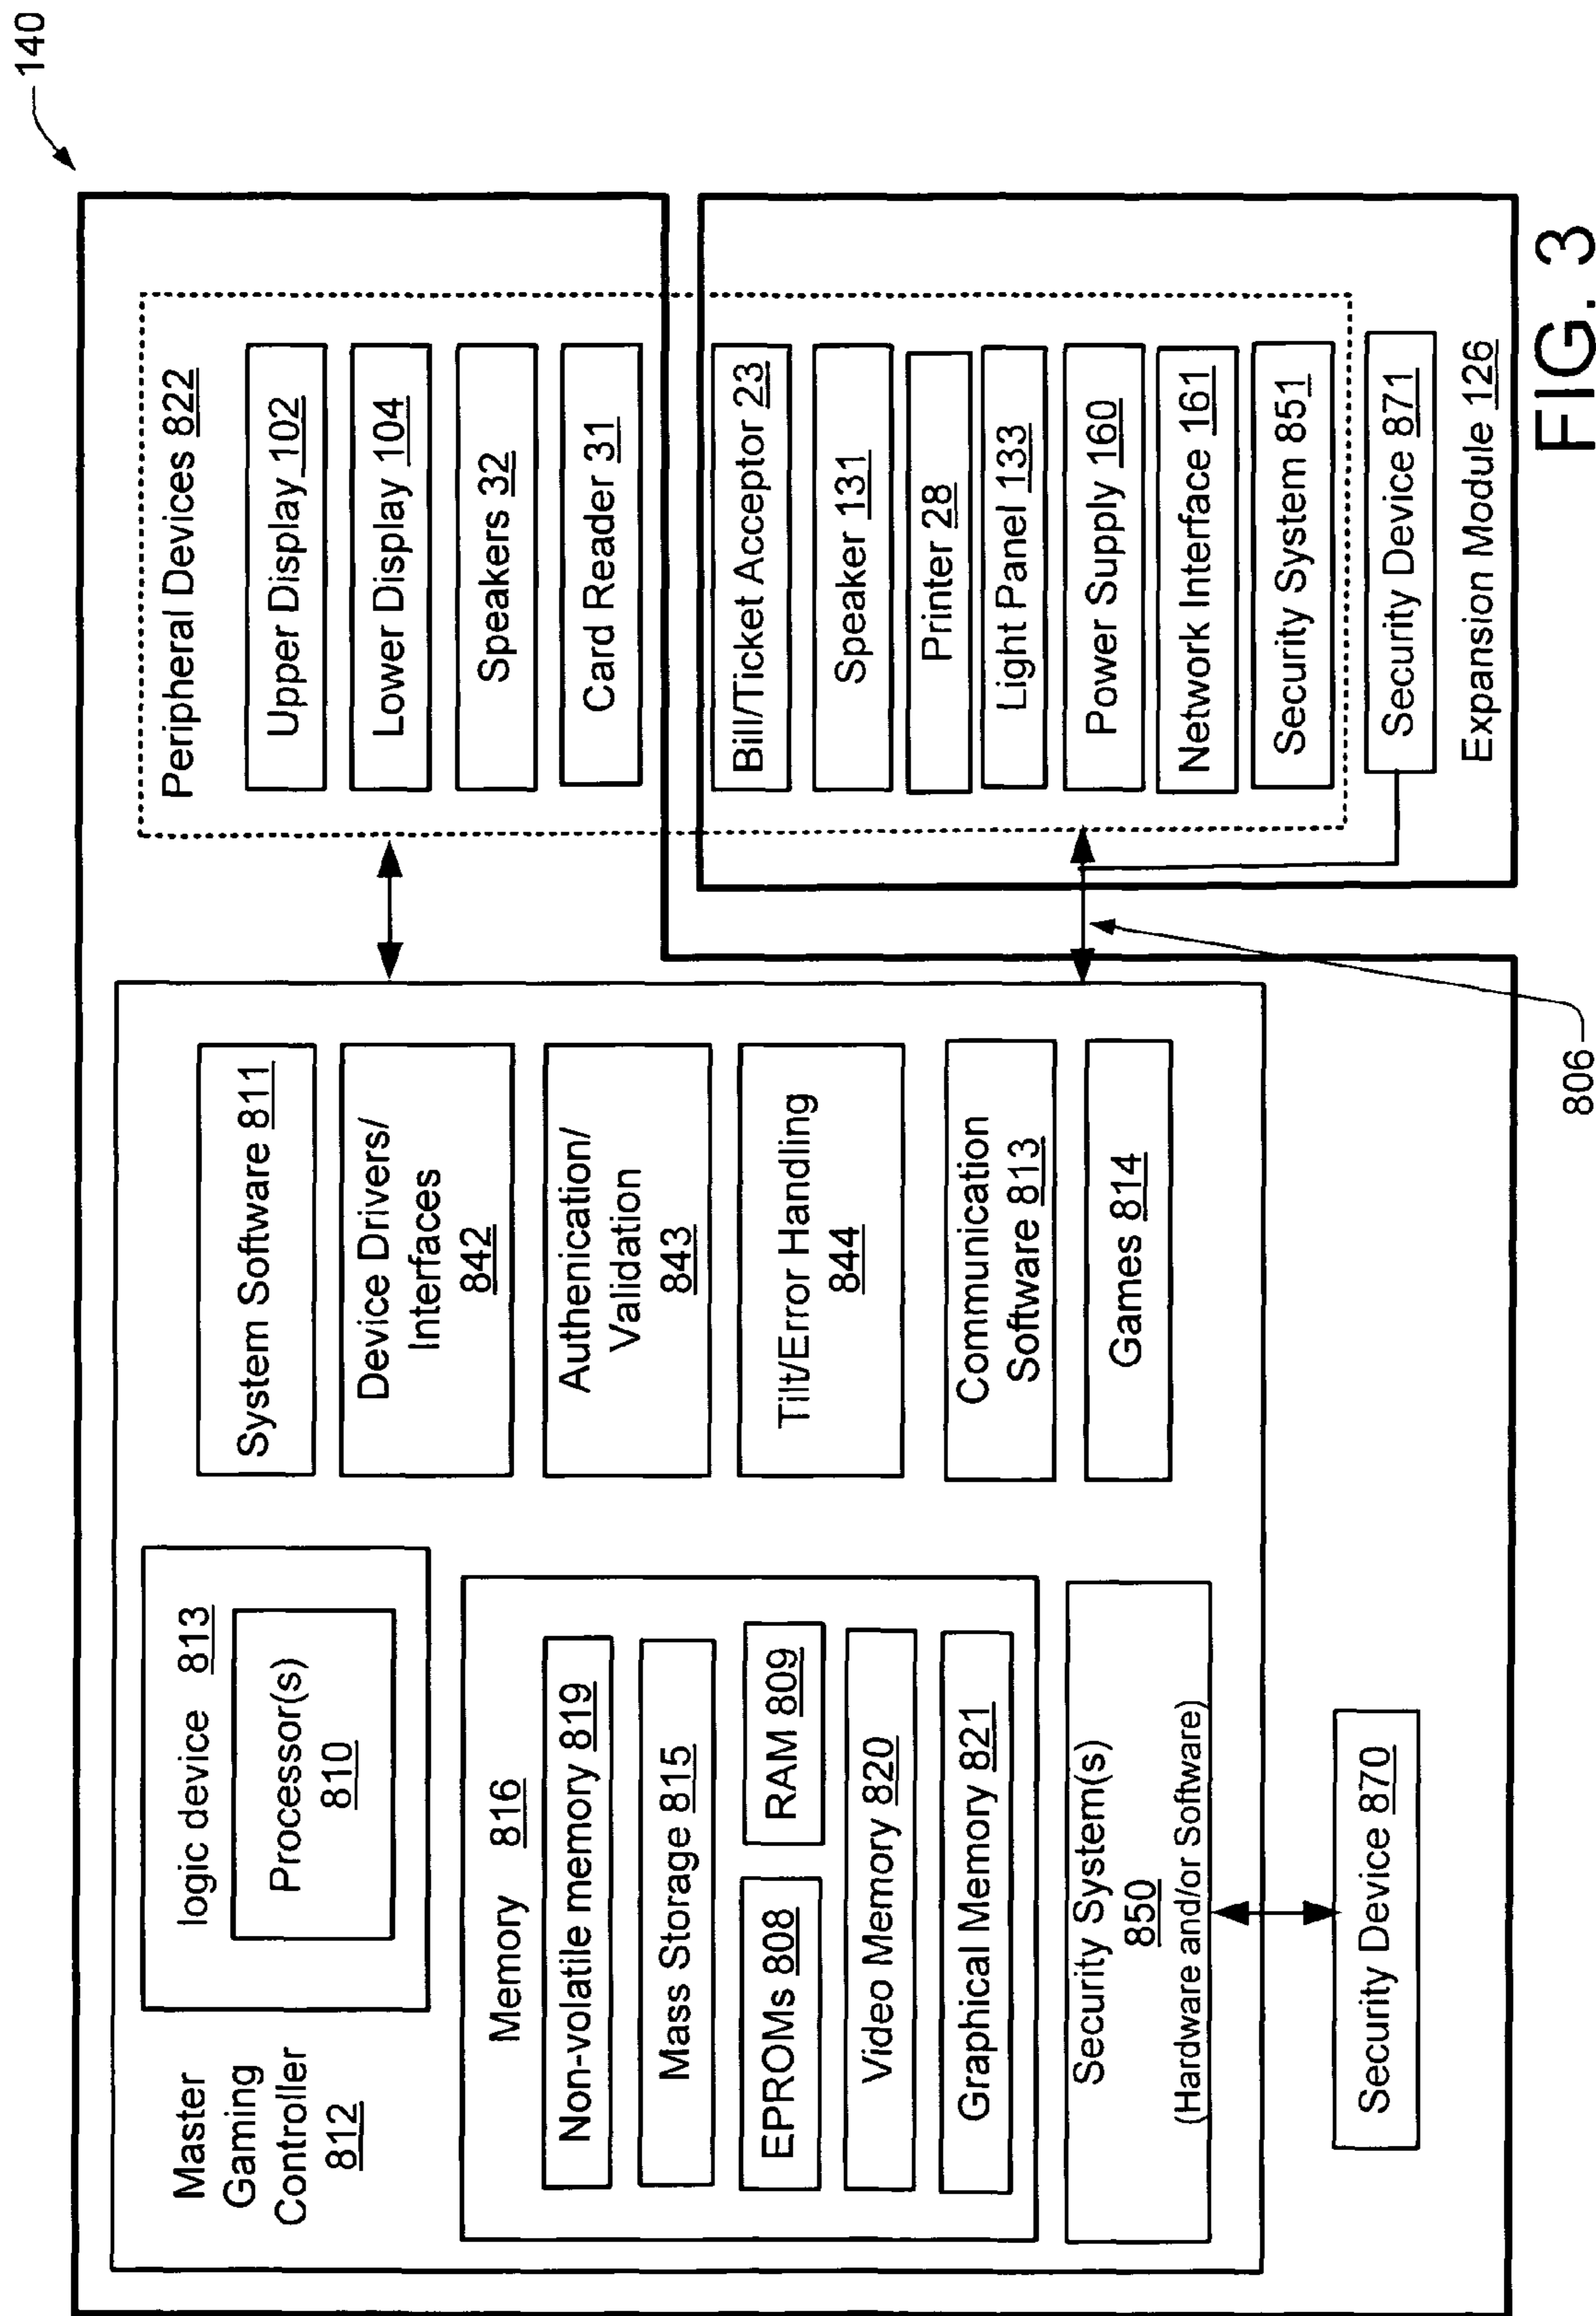 140
Master
Gaming
Controller
812
logic device 813
Processor(s)
810
Memory 816
Non-volatile memory 819
Mass Storage 815
EPROMs 808
RAM 809
Video Memory 820
Graphical Memory 821
Security System(s)
850
(Hardware and/or Software)
Security Device 870
System Software 811
Device Drivers/
Interfaces
842
Authenication/
Validation
843
Tilt/Error Handling
844
Communication
Software 813
Games 814
Peripheral Devices 822
Upper Display 102
Lower Display 104
Speakers 32
Card Reader 31
Bill/Ticket Acceptor 23
Speaker 131
Printer 28
Light Panel 133
Power Supply 160
Network Interface 161
Security System 851
Security Device 871
Expansion Module 126
806
FIG. 3